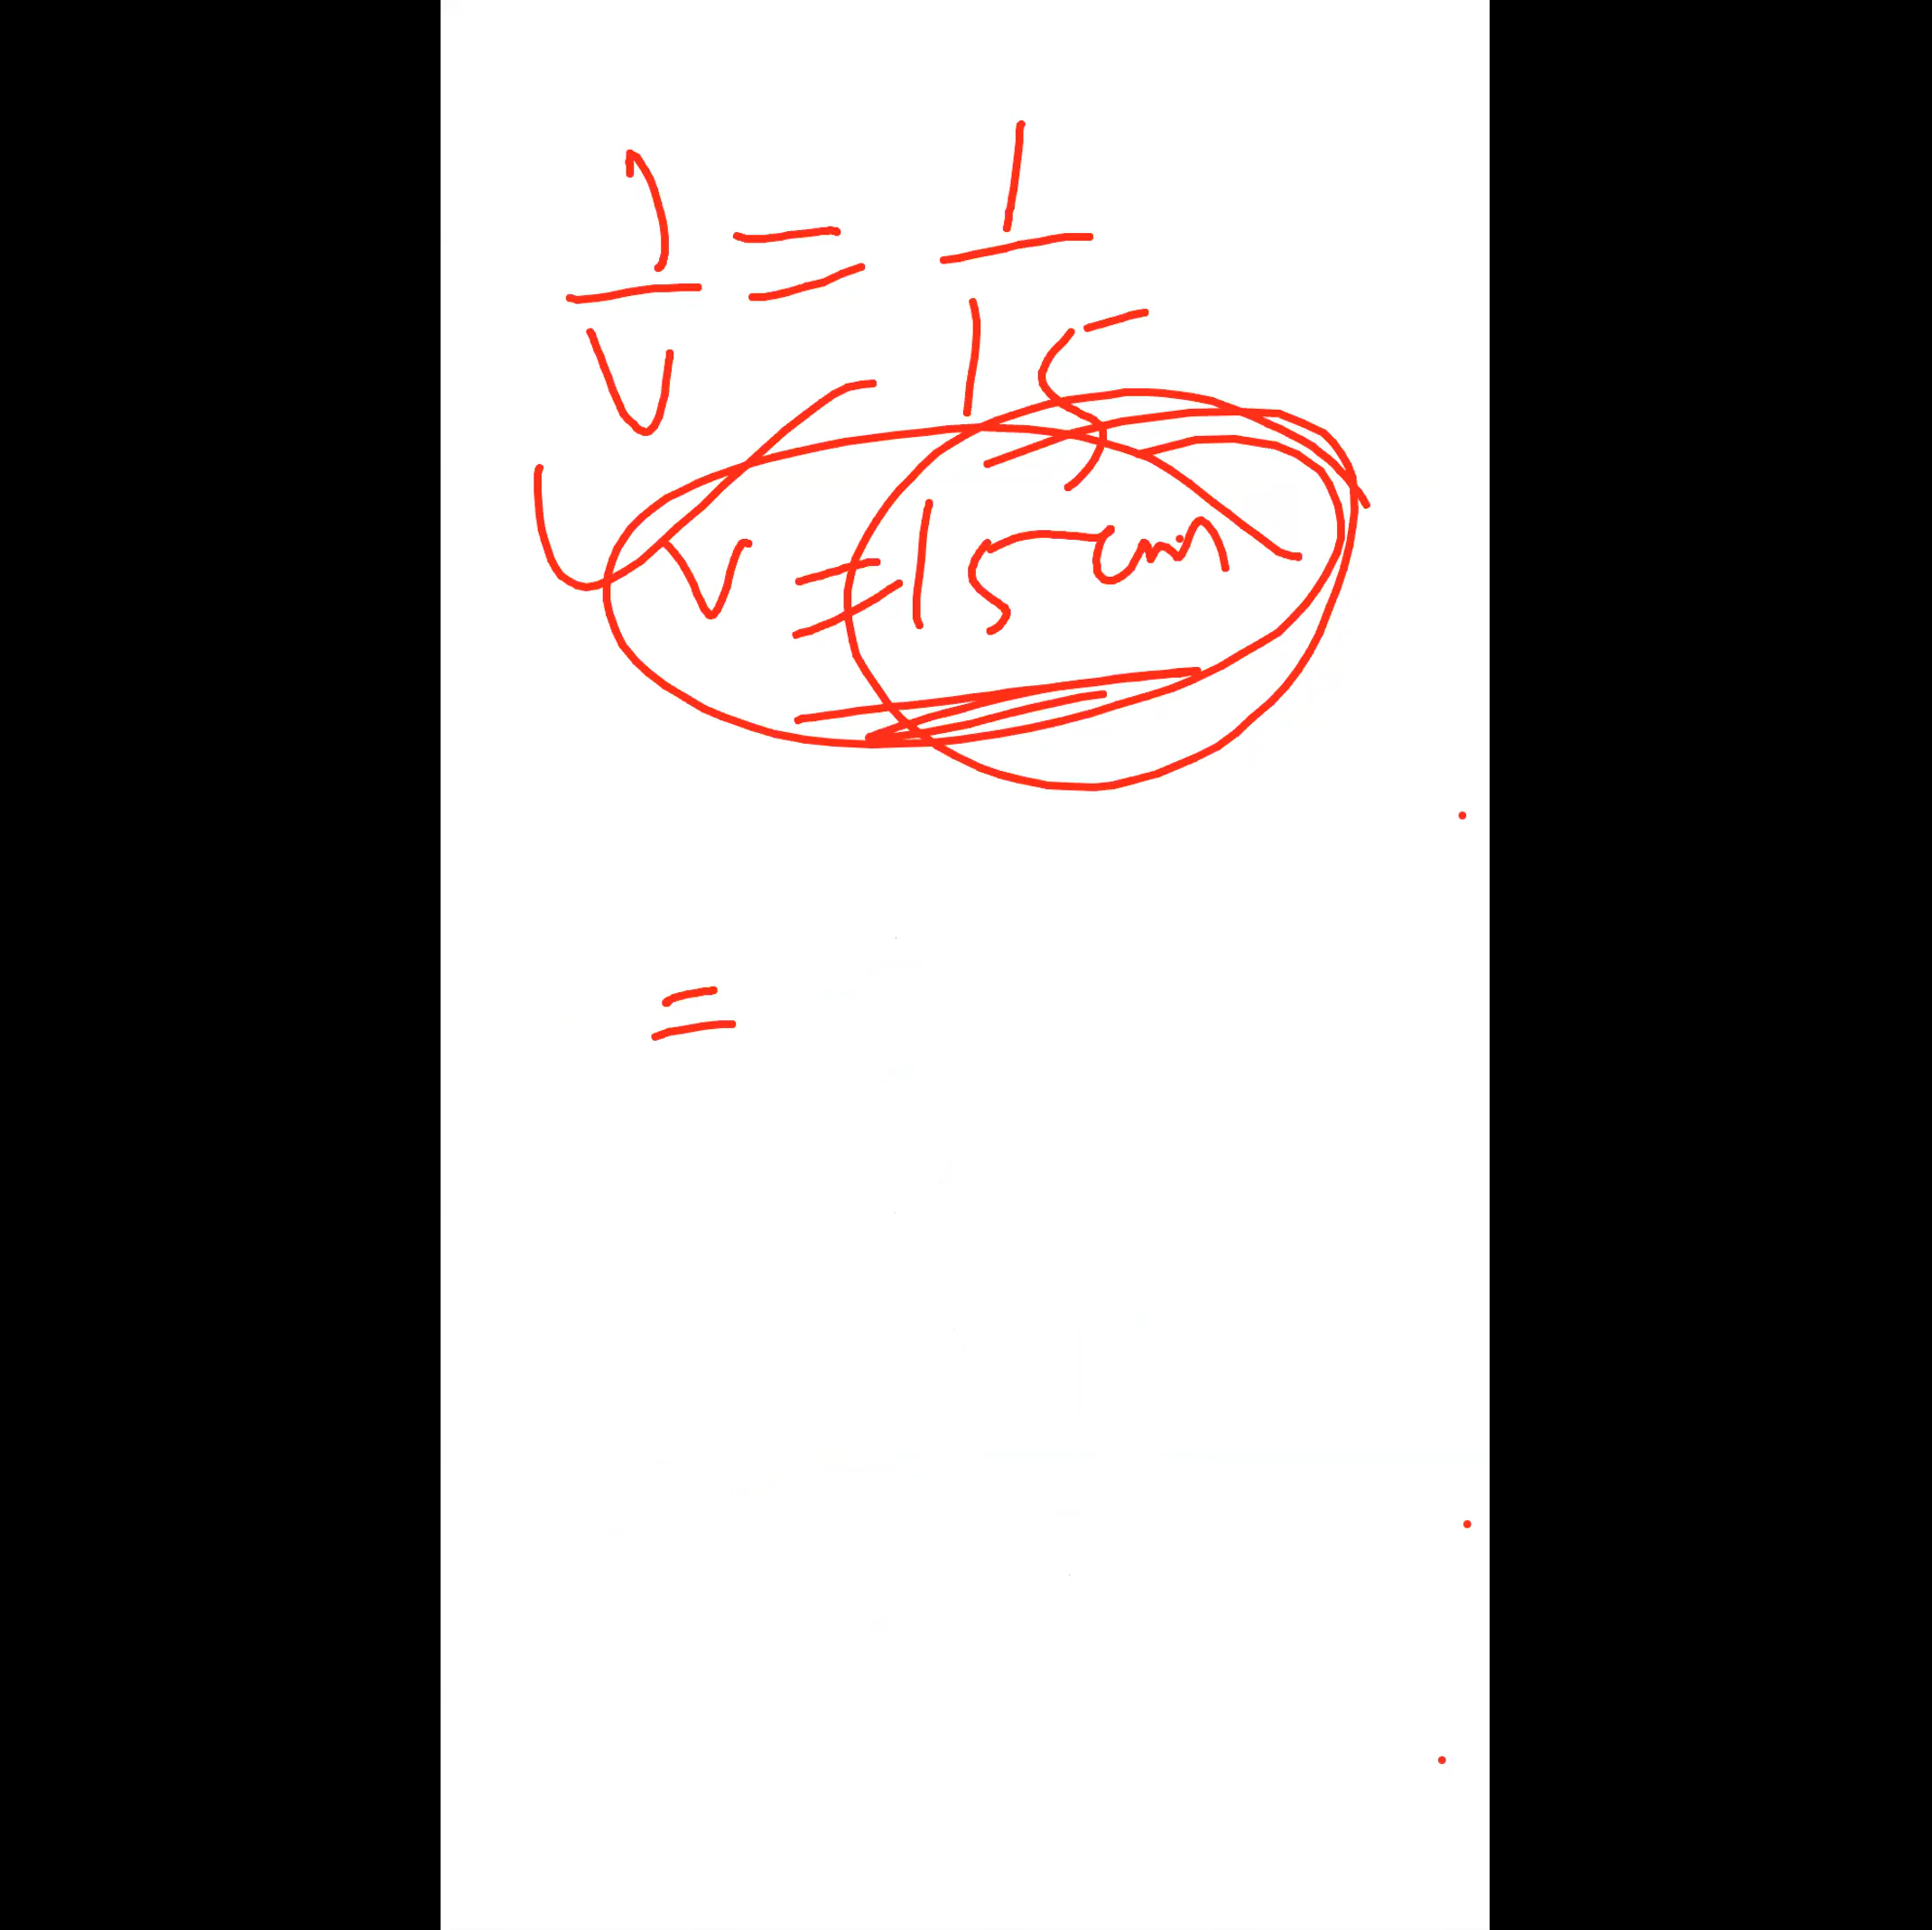 1/v = 1/15
v = 15 cm
=